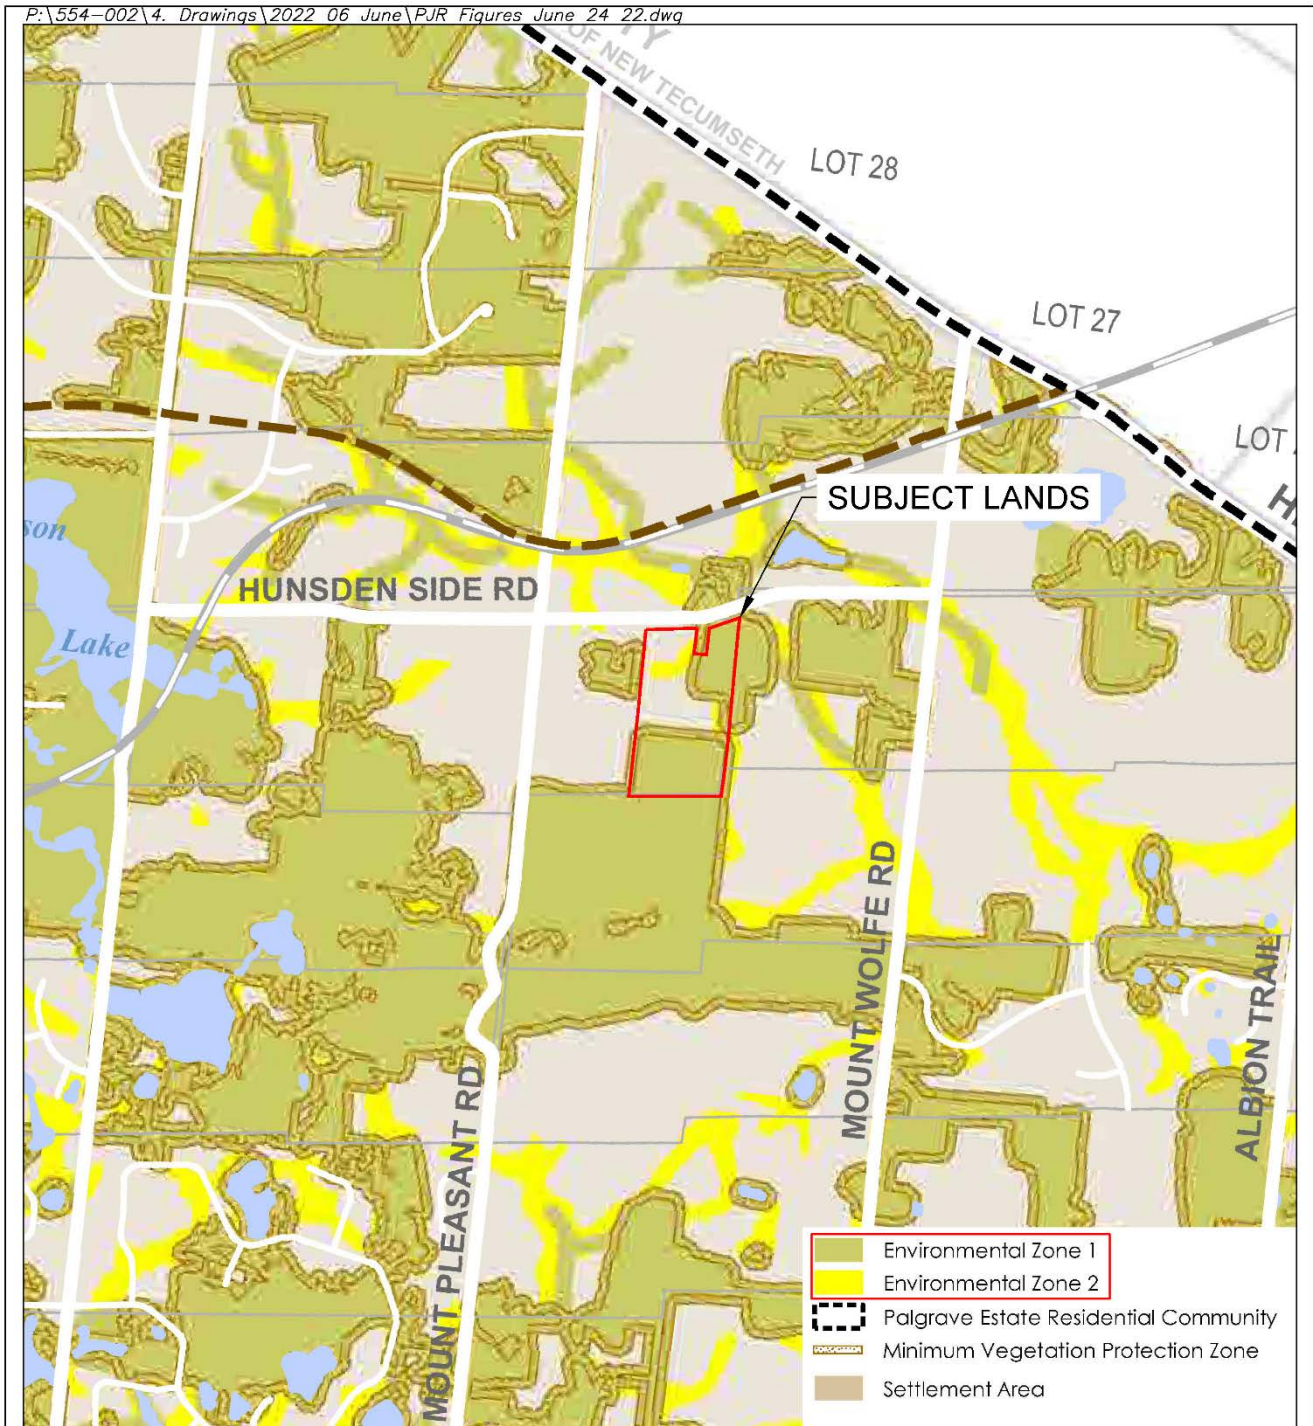 P:\554-002\4. Drawings\2022 06 June\PJR Figures June 24 22.dwg
OF NEW TECUMSETH
LOT 28
LOT 27
LOT
SUBJECT LANDS
son
Lake
HUNSDEN SIDE RD
MOUNT WOLFE RD
MOUNT PLEASANT RD
ALBION TRAIL
Environmental Zone 1
Environmental Zone 2
Palgrave Estate Residential Community
Minimum Vegetation Protection Zone
Settlement Area